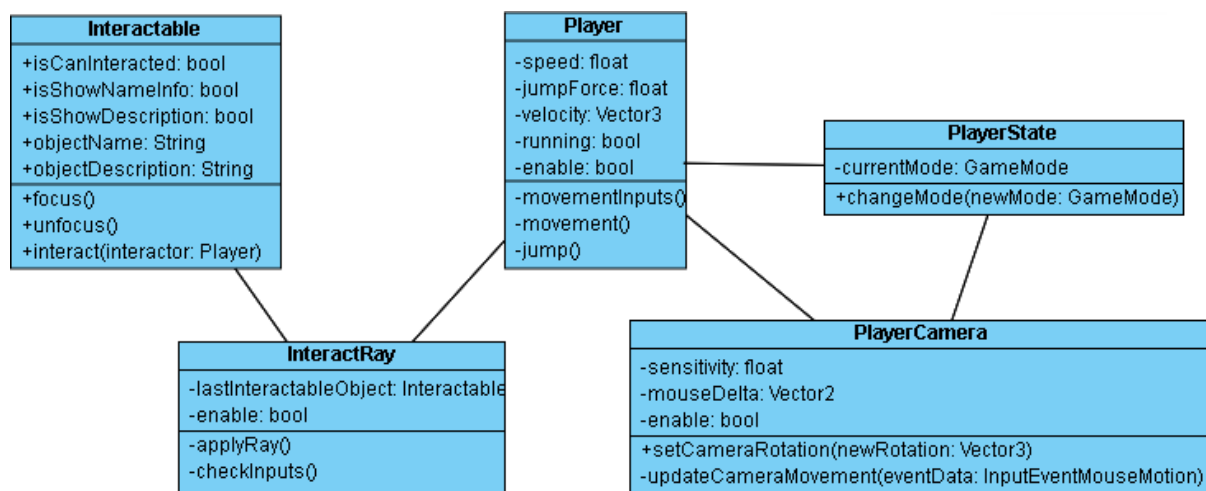 Interactable
+isCanInteracted: bool
+isShowNameInfo: bool
+isShowDescription: bool
+objectName: String
+objectDescription: String
+focus()
+unfocus()
+interact(interactor: Player)
Player
-speed: float
-jumpForce: float
-velocity: Vector3
-running: bool
-enable: bool
-movementInputs()
-movement()
-jump()
PlayerState
-currentMode: GameMode
+changeMode(newMode: GameMode)
InteractRay
-lastInteractableObject: Interactable
-enable: bool
-applyRay()
-checkInputs()
PlayerCamera
-sensitivity: float
-mouseDelta: Vector2
-enable: bool
+setCameraRotation(newRotation: Vector3)
-updateCameraMovement(eventData: InputEventMouseMotion)